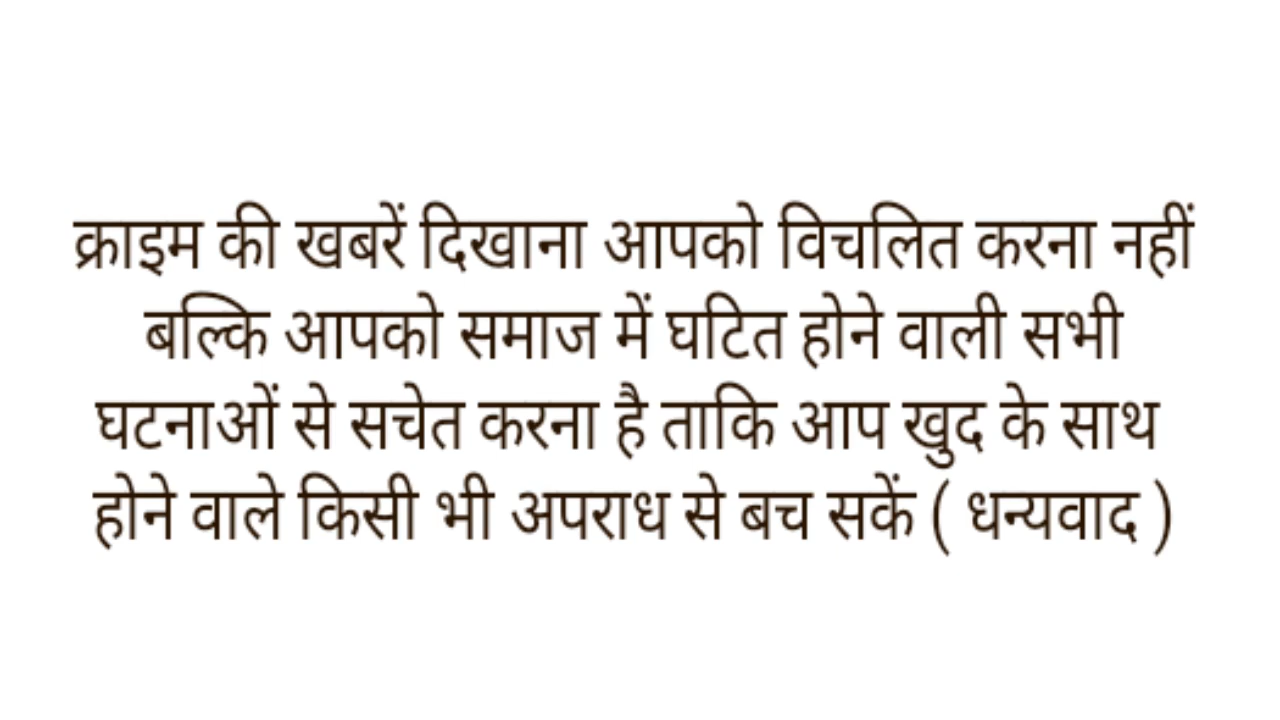 क्राइम की खबरें दिखाना आपको विचलित करना नहीं
बल्कि आपको समाज में घटित होने वाली सभी
घटनाओं से सचेत करना है ताकि आप खुद के साथ
होने वाले किसी भी अपराध से बच सकें ( धन्यवाद )